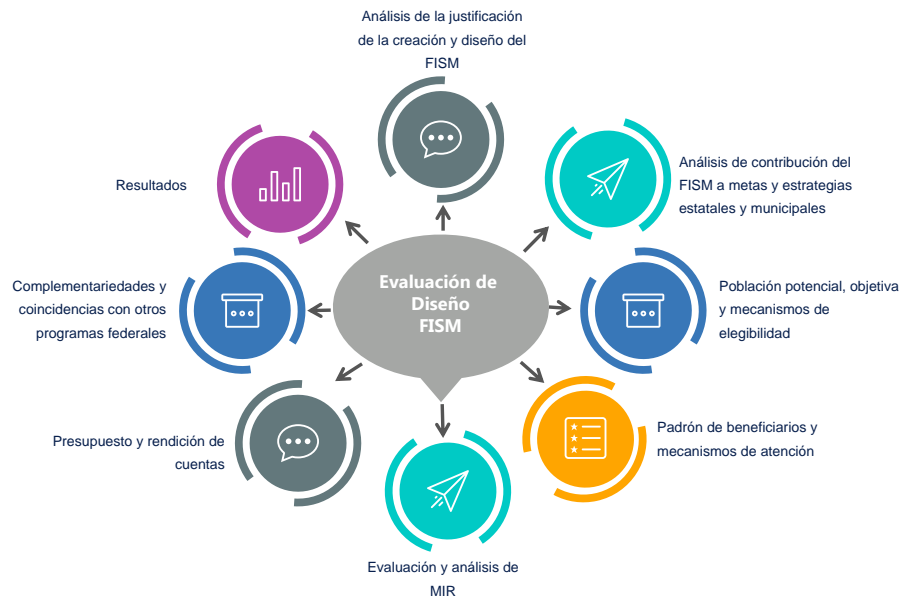 Análisis de la justificación
de la creación y diseño del
FISM
Análisis de contribución del
FISM a metas y estrategias
estatales y municipales
Resultados
Evaluación de
Diseño
FISM
Complementariedades y
coincidencias con otros
programas federales
Población potencial, objetiva
y mecanismos de
elegibilidad
Presupuesto y rendición de
cuentas
Padrón de beneficiarios y
mecanismos de atención
Evaluación y análisis de
MIR